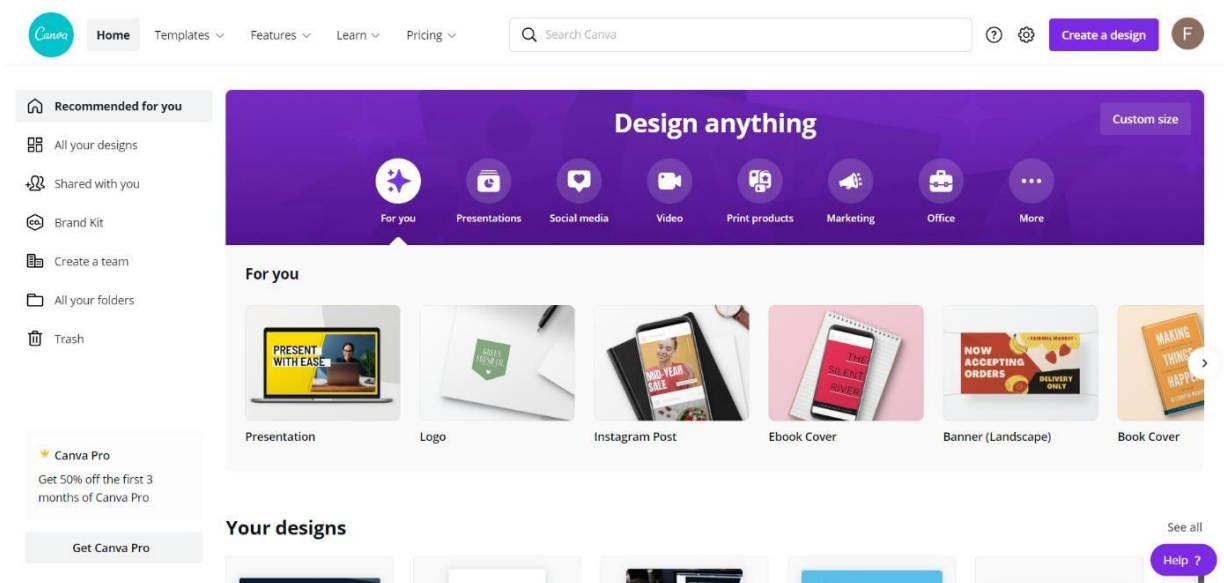 Canva
Home
Templates
Features
Learn
Pricing
Search Canva
?
Create a design
F
Recommended for you
All your designs
Shared with you
CO.
Brand Kit
Create a team
All your folders
Trash
Canva Pro
Get 50% off the first 3
months of Canva Pro
Get Canva Pro
Design anything
Custom size
For you
Presentations
Social media
Video
Print products
Marketing
Office
More
For you
PRESENT
WITH EASE
MID-YEAR
SALE
THE
SILENT
RIVER
NOW
ACCEPTING
ORDERS
DELIVERY
ONLY
MAKING
THINGS
Presentation
Logo
Instagram Post
Ebook Cover
Banner (Landscape)
Book Cover
Your designs
See all
Help ?